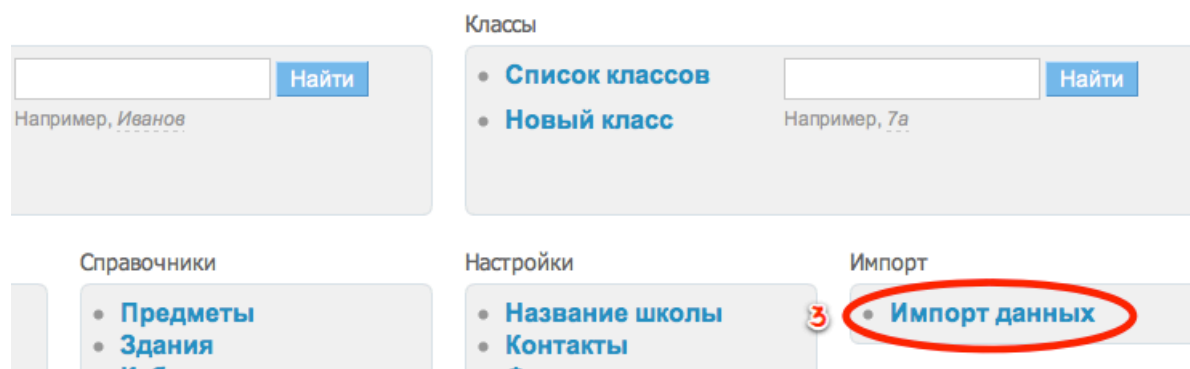 Классы
Найти
Например, Иванов
Список классов
Новый класс
Найти
Например, 7а
Справочники
Предметы
Здания
Настройки
Название школы
Контакты
Импорт
3
Импорт данных